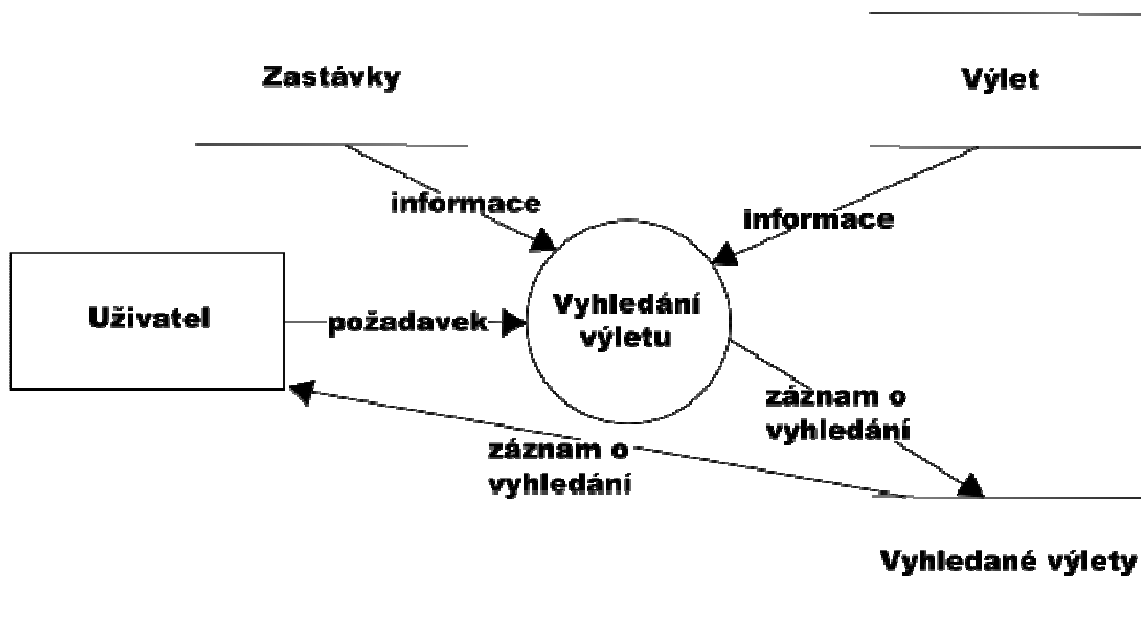 Zastávky
Výlet
informace
informace
Uživatel
požadavek
Vyhledání
výletu
záznam o
vyhledání
záznam o
vyhledání
Vyhledané výlety